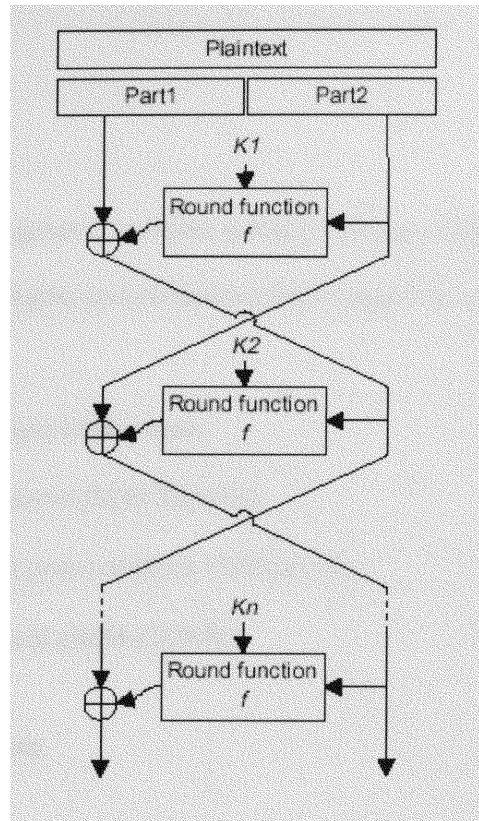 Plaintext
Part1 Part2
K1
Round function
f
K2
Round function
f
Kn
Round function
f